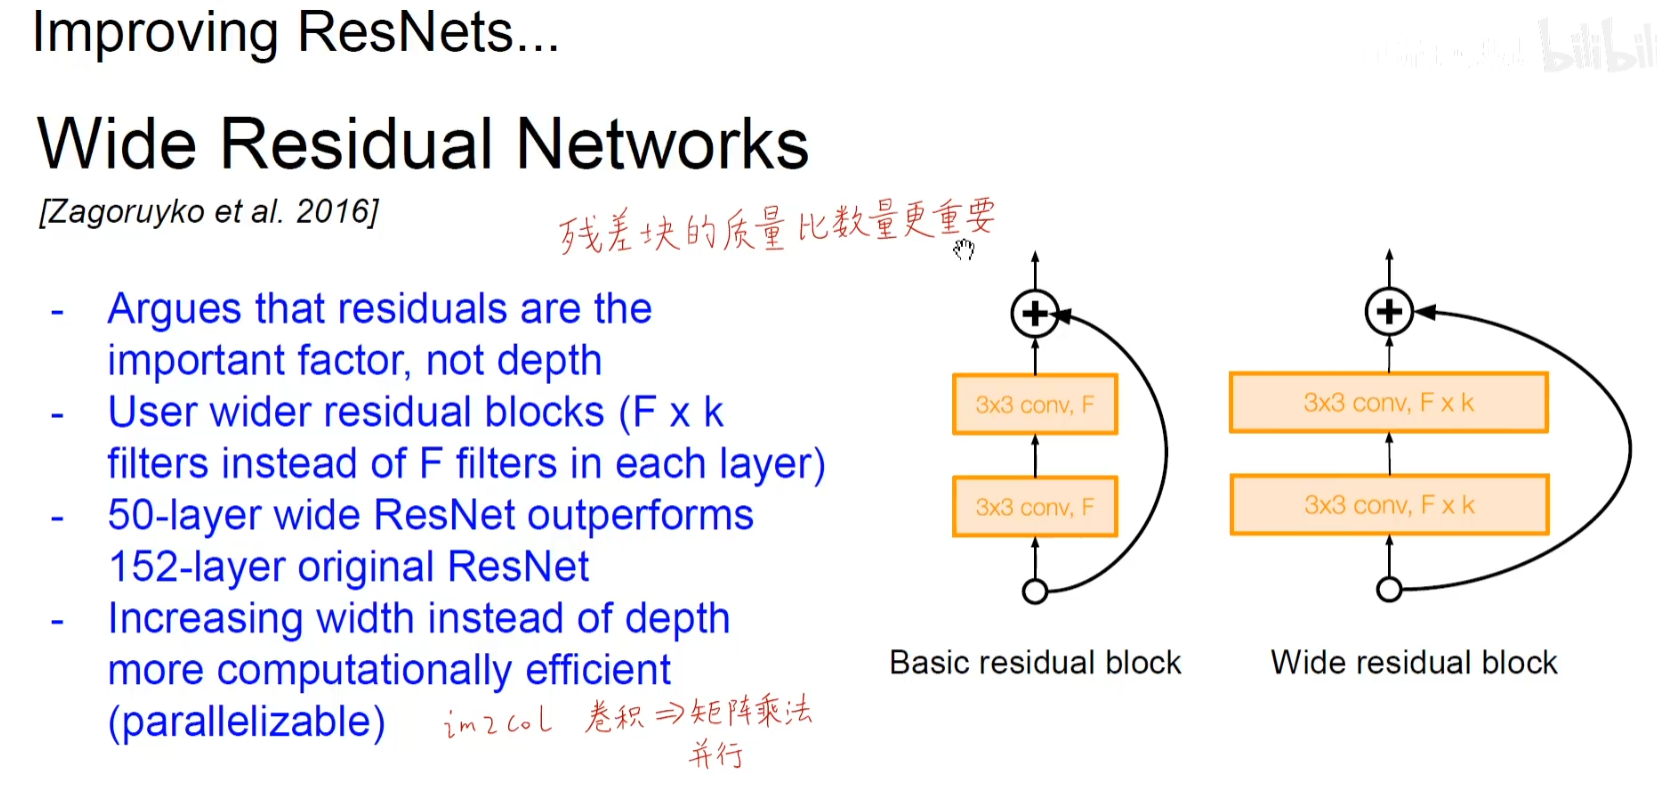 Improving ResNets...
bilibili
Wide Residual Networks
[Zagoruyko et al. 2016]
残差块的质量比数量更重要
- Argues that residuals are the
important factor, not depth
- User wider residual blocks (F x k
filters instead of F filters in each layer)
- 50-layer wide ResNet outperforms
152-layer original ResNet
- Increasing width instead of depth
more computationally efficient
(parallelizable)
im2col 卷积 ⇒ 矩阵乘法
并行
+
3x3 conv, F
3x3 conv, F
Basic residual block
+
3x3 conv, F x k
3x3 conv, F x k
Wide residual block